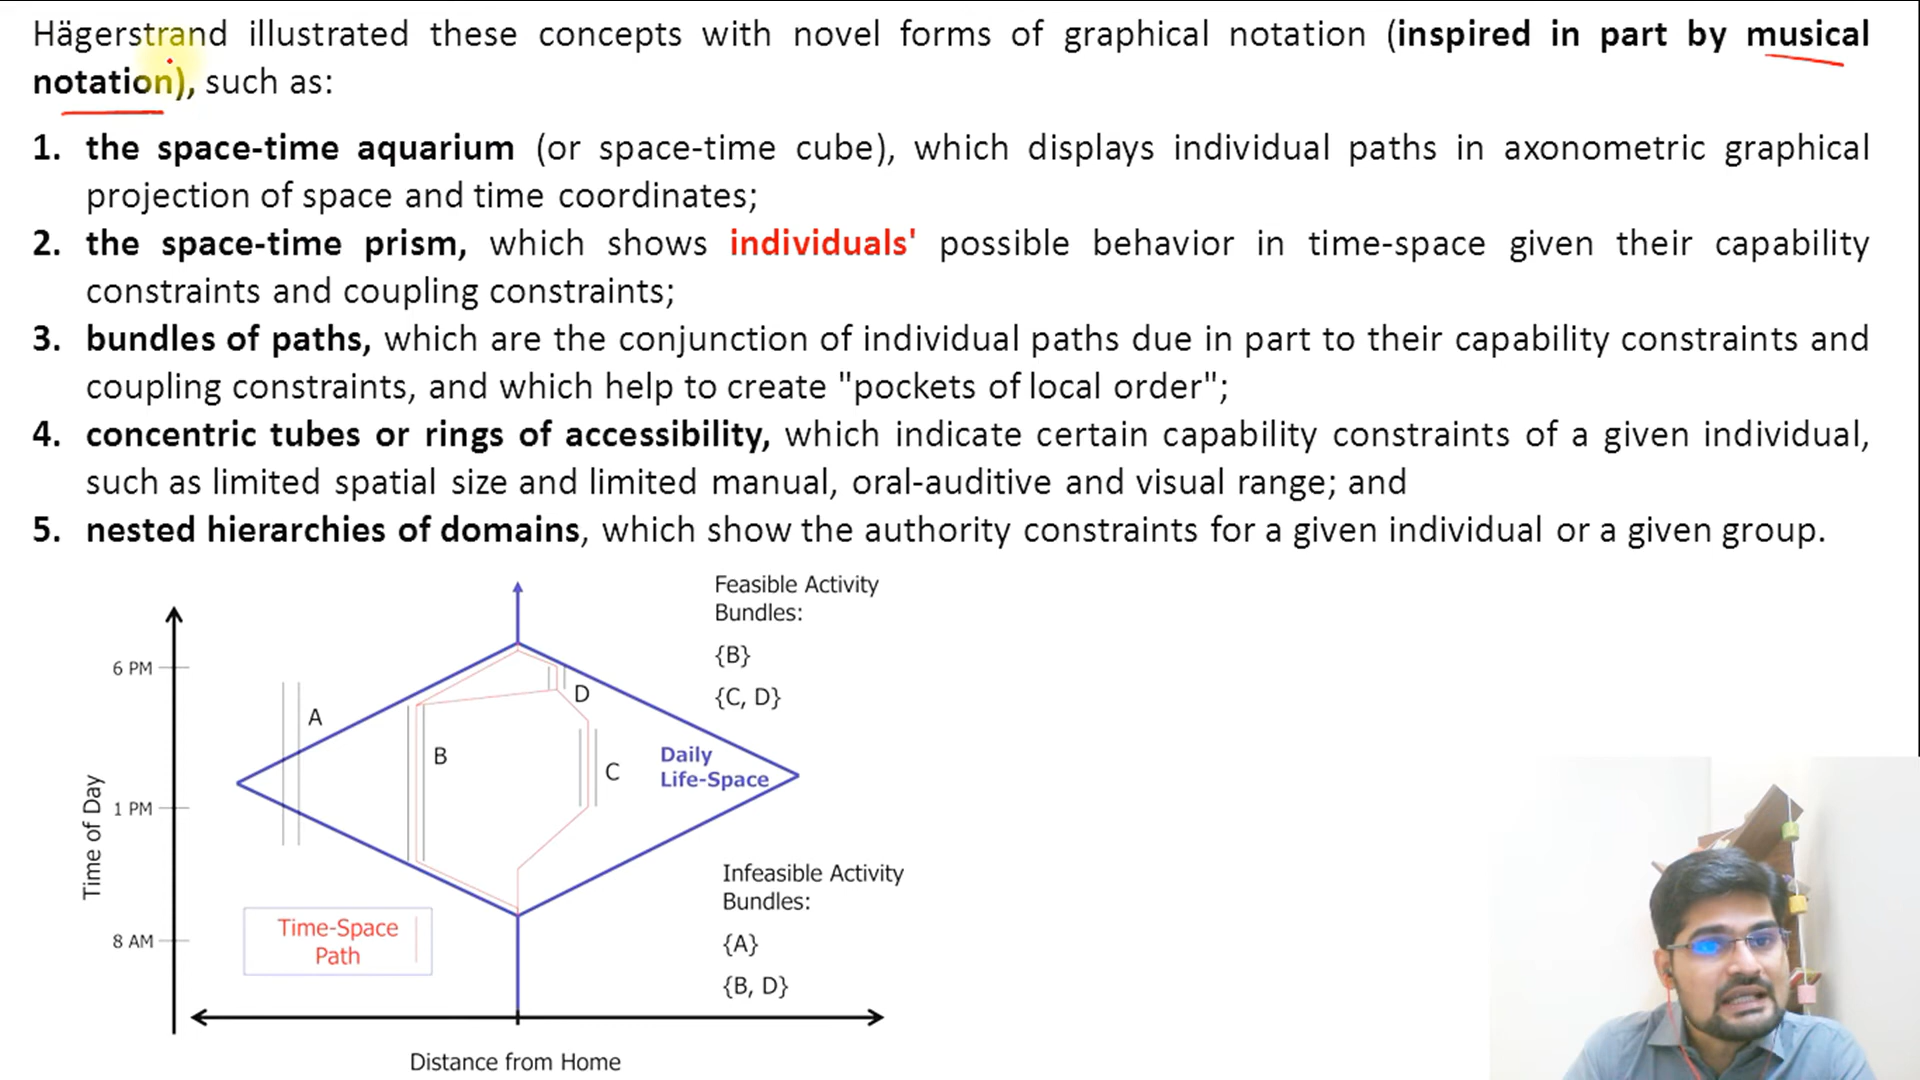 Hägerstrand illustrated these concepts with novel forms of graphical notation (inspired in part by musical
notation), such as:
1. the space-time aquarium (or space-time cube), which displays individual paths in axonometric graphical
projection of space and time coordinates;
2. the space-time prism, which shows individuals' possible behavior in time-space given their capability
constraints and coupling constraints;
3. bundles of paths, which are the conjunction of individual paths due in part to their capability constraints and
coupling constraints, and which help to create "pockets of local order";
4. concentric tubes or rings of accessibility, which indicate certain capability constraints of a given individual,
such as limited spatial size and limited manual, oral-auditive and visual range; and
5. nested hierarchies of domains, which show the authority constraints for a given individual or a given group.
Feasible Activity
Bundles:
{B}
{C, D}
6 PM
D
A
B
C
Daily
Life-Space
Time of Day
1 PM
Infeasible Activity
Bundles:
{A}
{B, D}
Time-Space
Path
8 AM
Distance from Home